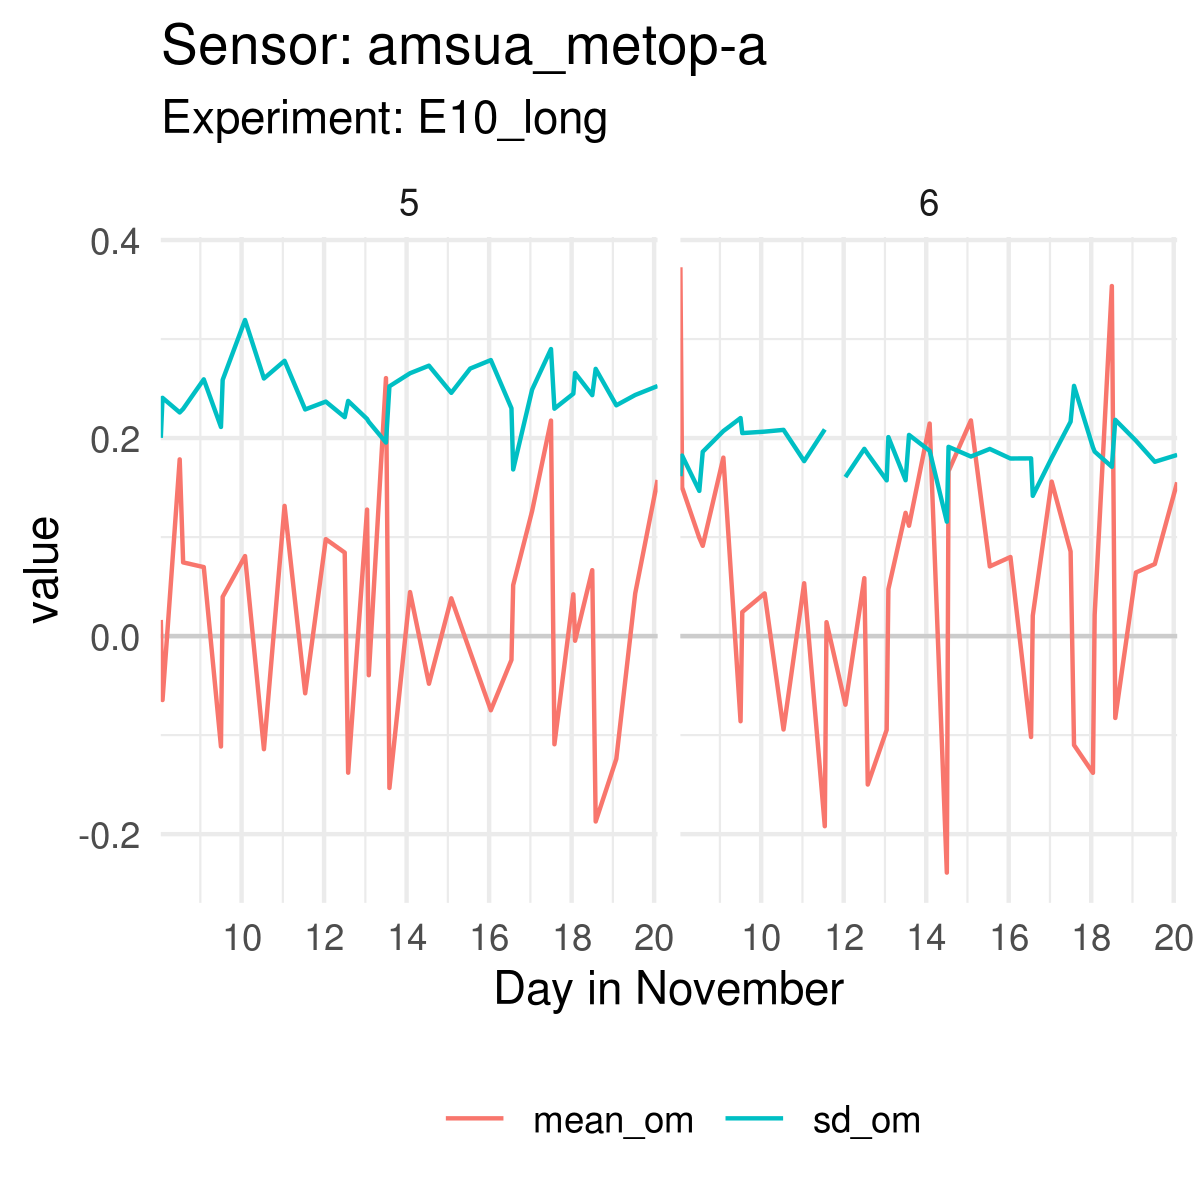 Sensor: amsua_metop-a
Experiment: E10_long
5 6
0.4
0.2
0.0
-0.2
value
10 12 14 16 18 20 10 12 14 16 18 20
Day in November
mean_om sd_om